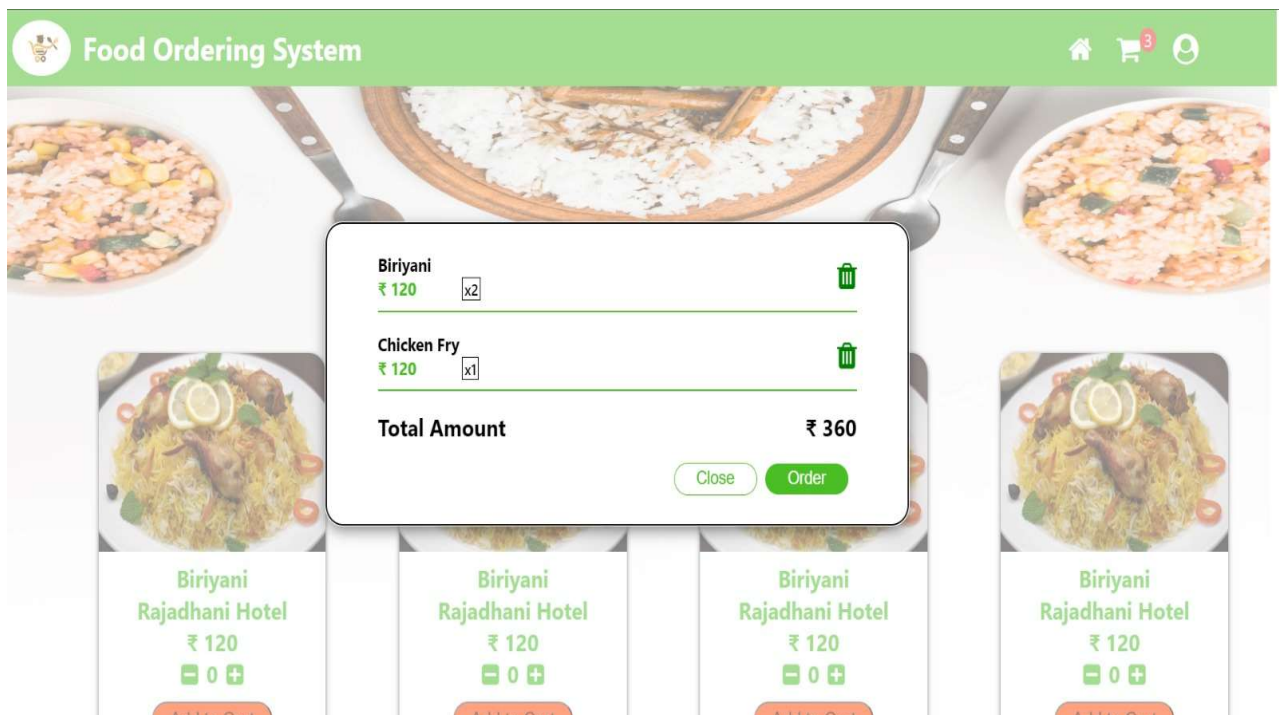 Food Ordering System
3
Biriyani
₹ 120 x2
Chicken Fry
₹ 120 x1
Total Amount ₹ 360
Close Order
Biriyani Biriyani Biriyani Biriyani
Rajadhani Hotel Rajadhani Hotel Rajadhani Hotel Rajadhani Hotel
₹ 120 ₹ 120 ₹ 120 ₹ 120
0 0 0 0